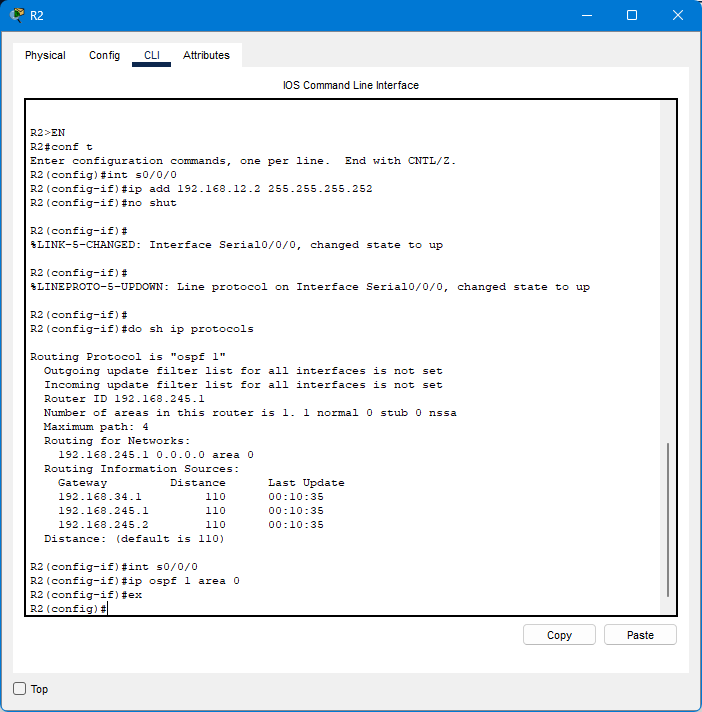 R2
Physical Config CLI Attributes
IOS Command Line Interface
R2>EN
R2#conf t
Enter configuration commands, one per line.  End with CNTL/Z.
R2(config)#int s0/0/0
R2(config-if)#ip add 192.168.12.2 255.255.255.252
R2(config-if)#no shut
R2(config-if)#
%LINK-5-CHANGED: Interface Serial0/0/0, changed state to up
R2(config-if)#
%LINEPROTO-5-UPDOWN: Line protocol on Interface Serial0/0/0, changed state to up
R2(config-if)#
R2(config-if)#do sh ip protocols
Routing Protocol is "ospf 1"
  Outgoing update filter list for all interfaces is not set
  Incoming update filter list for all interfaces is not set
  Router ID 192.168.245.1
  Number of areas in this router is 1. 1 normal 0 stub 0 nssa
  Maximum path: 4
  Routing for Networks:
    192.168.245.1 0.0.0.0 area 0
  Routing Information Sources:
    Gateway         Distance      Last Update
    192.168.34.1         110      00:10:35
    192.168.245.1        110      00:10:35
    192.168.245.2        110      00:10:35
  Distance: (default is 110)
R2(config-if)#int s0/0/0
R2(config-if)#ip ospf 1 area 0
R2(config-if)#ex
R2(config)#
Copy Paste
Top